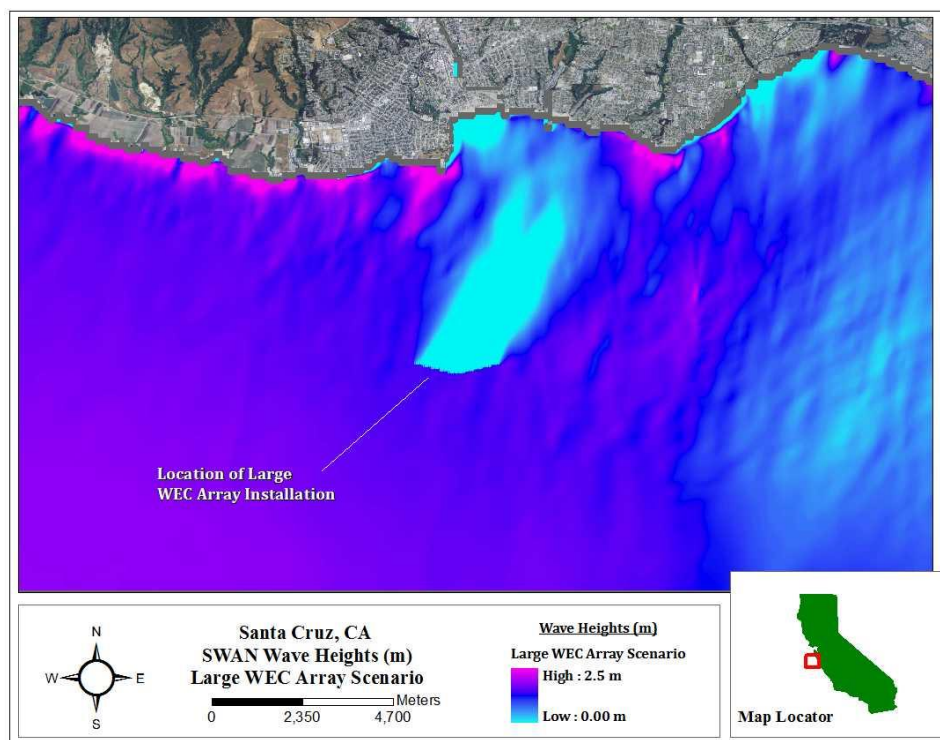 Location of Large
WEC Array Installation
N
W
E
S
Santa Cruz, CA
SWAN Wave Heights (m)
Large WEC Array Scenario
Meters
0 2,350 4,700
Wave Heights (m)
Large WEC Array Scenario
High : 2.5 m
Low : 0.00 m
Map Locator